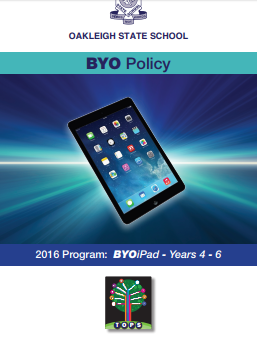 OAKLEIGH STATE SCHOOL
BYO Policy
2016 Program: BYOiPad - Years 4 - 6
TOPS